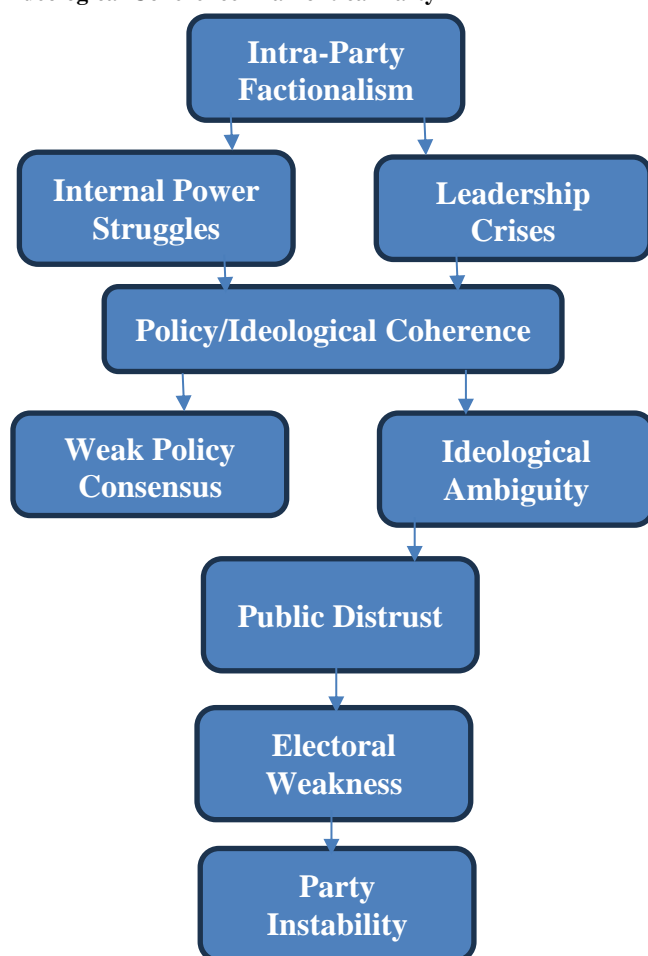 Intra-Party
Factionalism
Internal Power
Struggles
Leadership
Crises
Policy/Ideological Coherence
Weak Policy
Consensus
Ideological
Ambiguity
Public Distrust
Electoral
Weakness
Party
Instability